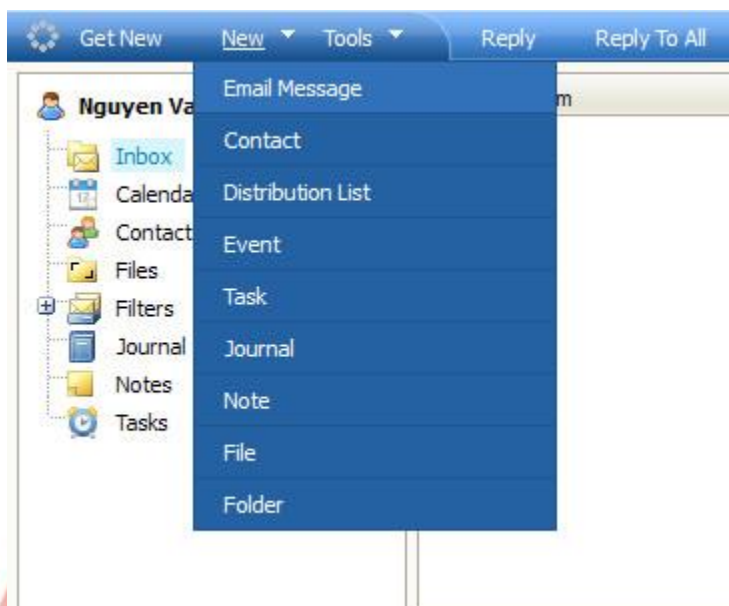 Get New New Tools Reply Reply To All
Email Message
Contact
Distribution List
Event
Task
Journal
Note
File
Folder
Nguyen Va
Inbox
Calenda
Contact
Files
Filters
Journal
Notes
Tasks
m